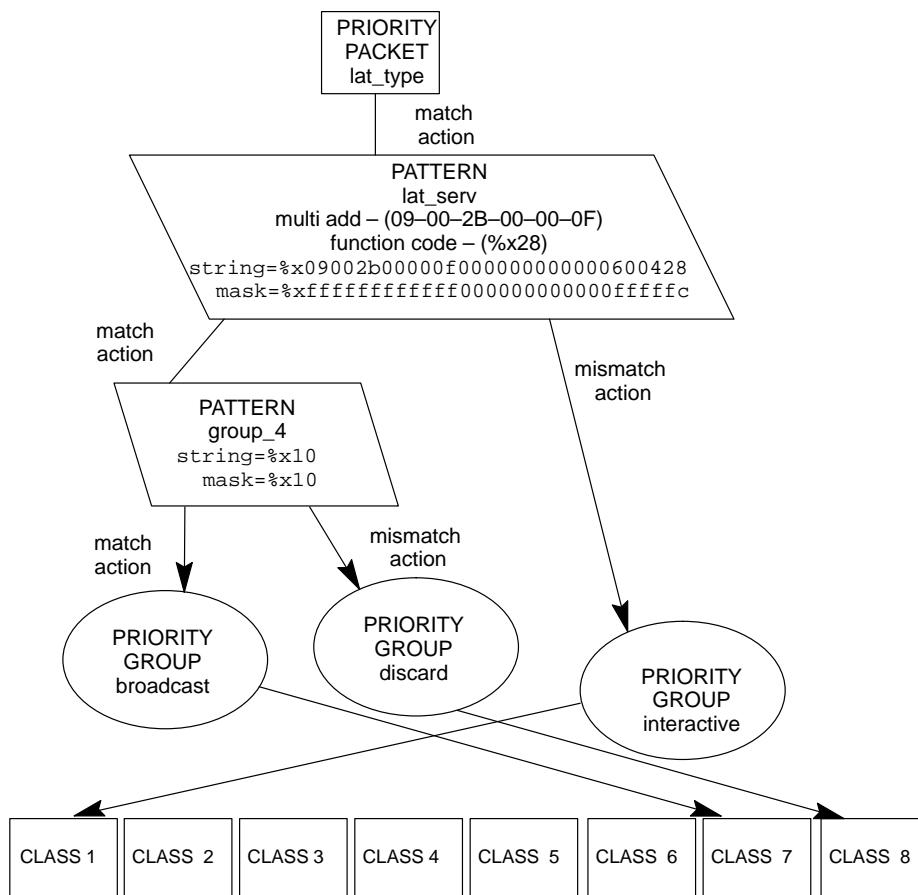 PRIORITY
PACKET
lat_type
match
action
PATTERN
lat_serv
multi add – (09–00–2B–00–00–0F)
function code – (%x28)
string=%x09002b00000f000000000000600428
mask=%xffffffffffff000000000000fffffc
match
action
mismatch
action
PATTERN
group_4
string=%x10
mask=%x10
match
action
mismatch
action
PRIORITY
GROUP
broadcast
PRIORITY
GROUP
discard
PRIORITY
GROUP
interactive
CLASS 1
CLASS 2
CLASS 3
CLASS 4
CLASS 5
CLASS 6
CLASS 7
CLASS 8